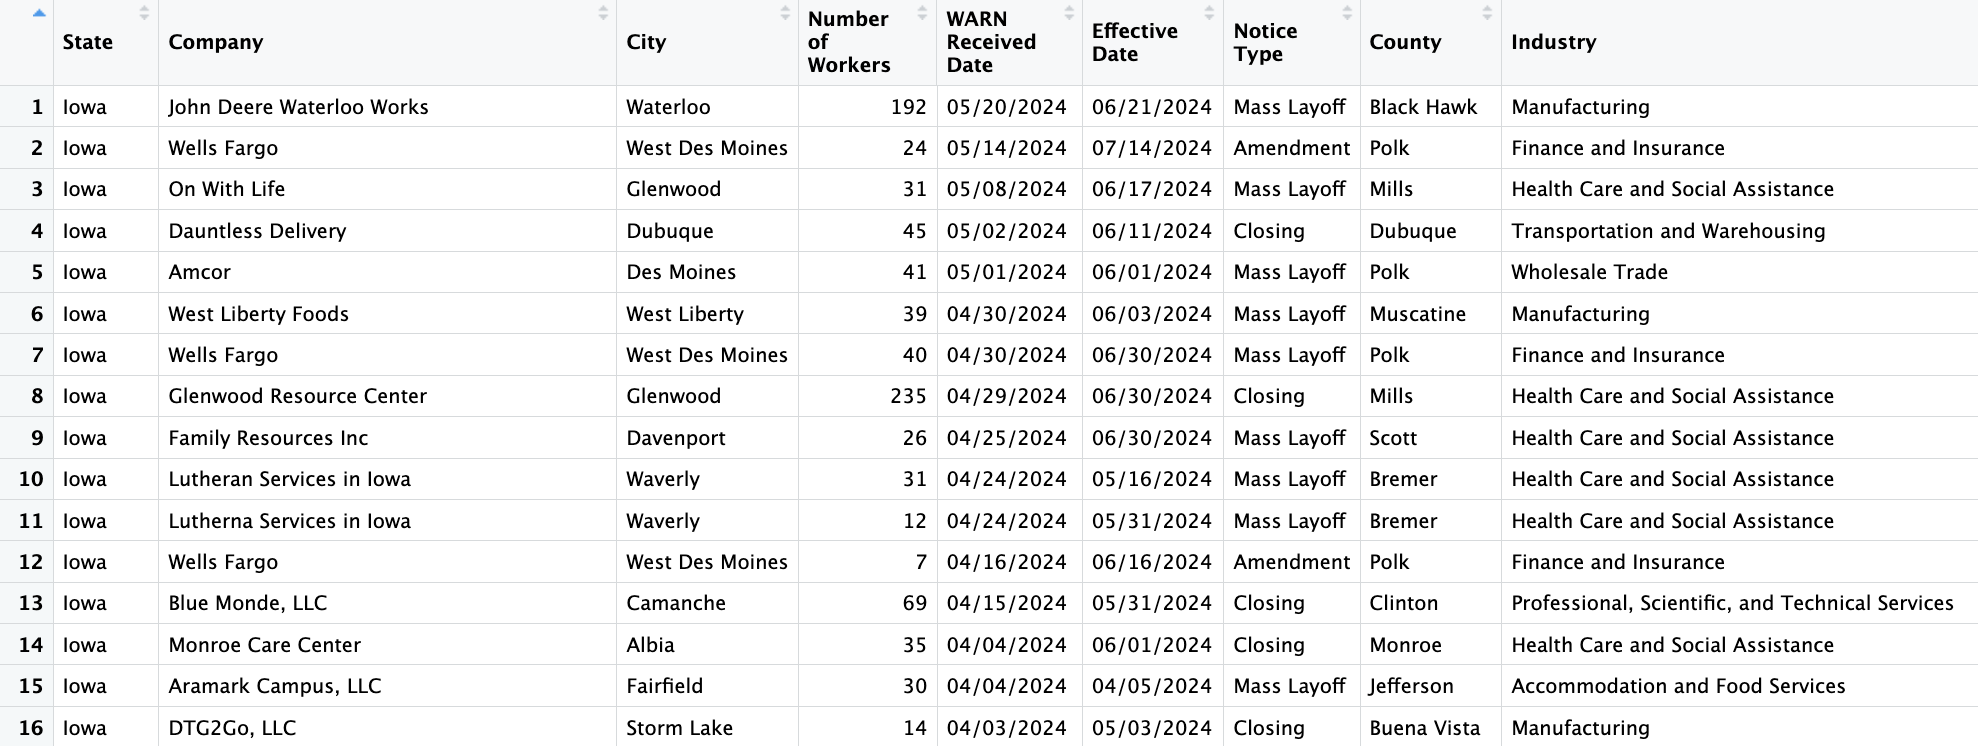 State Company City Number of Workers WARN Received Date Effective Date Notice Type County Industry
1 Iowa John Deere Waterloo Works Waterloo 192 05/20/2024 06/21/2024 Mass Layoff Black Hawk Manufacturing
2 Iowa Wells Fargo West Des Moines 24 05/14/2024 07/14/2024 Amendment Polk Finance and Insurance
3 Iowa On With Life Glenwood 31 05/08/2024 06/17/2024 Mass Layoff Mills Health Care and Social Assistance
4 Iowa Dauntless Delivery Dubuque 45 05/02/2024 06/11/2024 Closing Dubuque Transportation and Warehousing
5 Iowa Amcor Des Moines 41 05/01/2024 06/01/2024 Mass Layoff Polk Wholesale Trade
6 Iowa West Liberty Foods West Liberty 39 04/30/2024 06/03/2024 Mass Layoff Muscatine Manufacturing
7 Iowa Wells Fargo West Des Moines 40 04/30/2024 06/30/2024 Mass Layoff Polk Finance and Insurance
8 Iowa Glenwood Resource Center Glenwood 235 04/29/2024 06/30/2024 Closing Mills Health Care and Social Assistance
9 Iowa Family Resources Inc Davenport 26 04/25/2024 06/30/2024 Mass Layoff Scott Health Care and Social Assistance
10 Iowa Lutheran Services in Iowa Waverly 31 04/24/2024 05/16/2024 Mass Layoff Bremer Health Care and Social Assistance
11 Iowa Lutherna Services in Iowa Waverly 12 04/24/2024 05/31/2024 Mass Layoff Bremer Health Care and Social Assistance
12 Iowa Wells Fargo West Des Moines 7 04/16/2024 06/16/2024 Amendment Polk Finance and Insurance
13 Iowa Blue Monde, LLC Camanche 69 04/15/2024 05/31/2024 Closing Clinton Professional, Scientific, and Technical Services
14 Iowa Monroe Care Center Albia 35 04/04/2024 06/01/2024 Closing Monroe Health Care and Social Assistance
15 Iowa Aramark Campus, LLC Fairfield 30 04/04/2024 04/05/2024 Mass Layoff Jefferson Accommodation and Food Services
16 Iowa DTG2Go, LLC Storm Lake 14 04/03/2024 05/03/2024 Closing Buena Vista Manufacturing